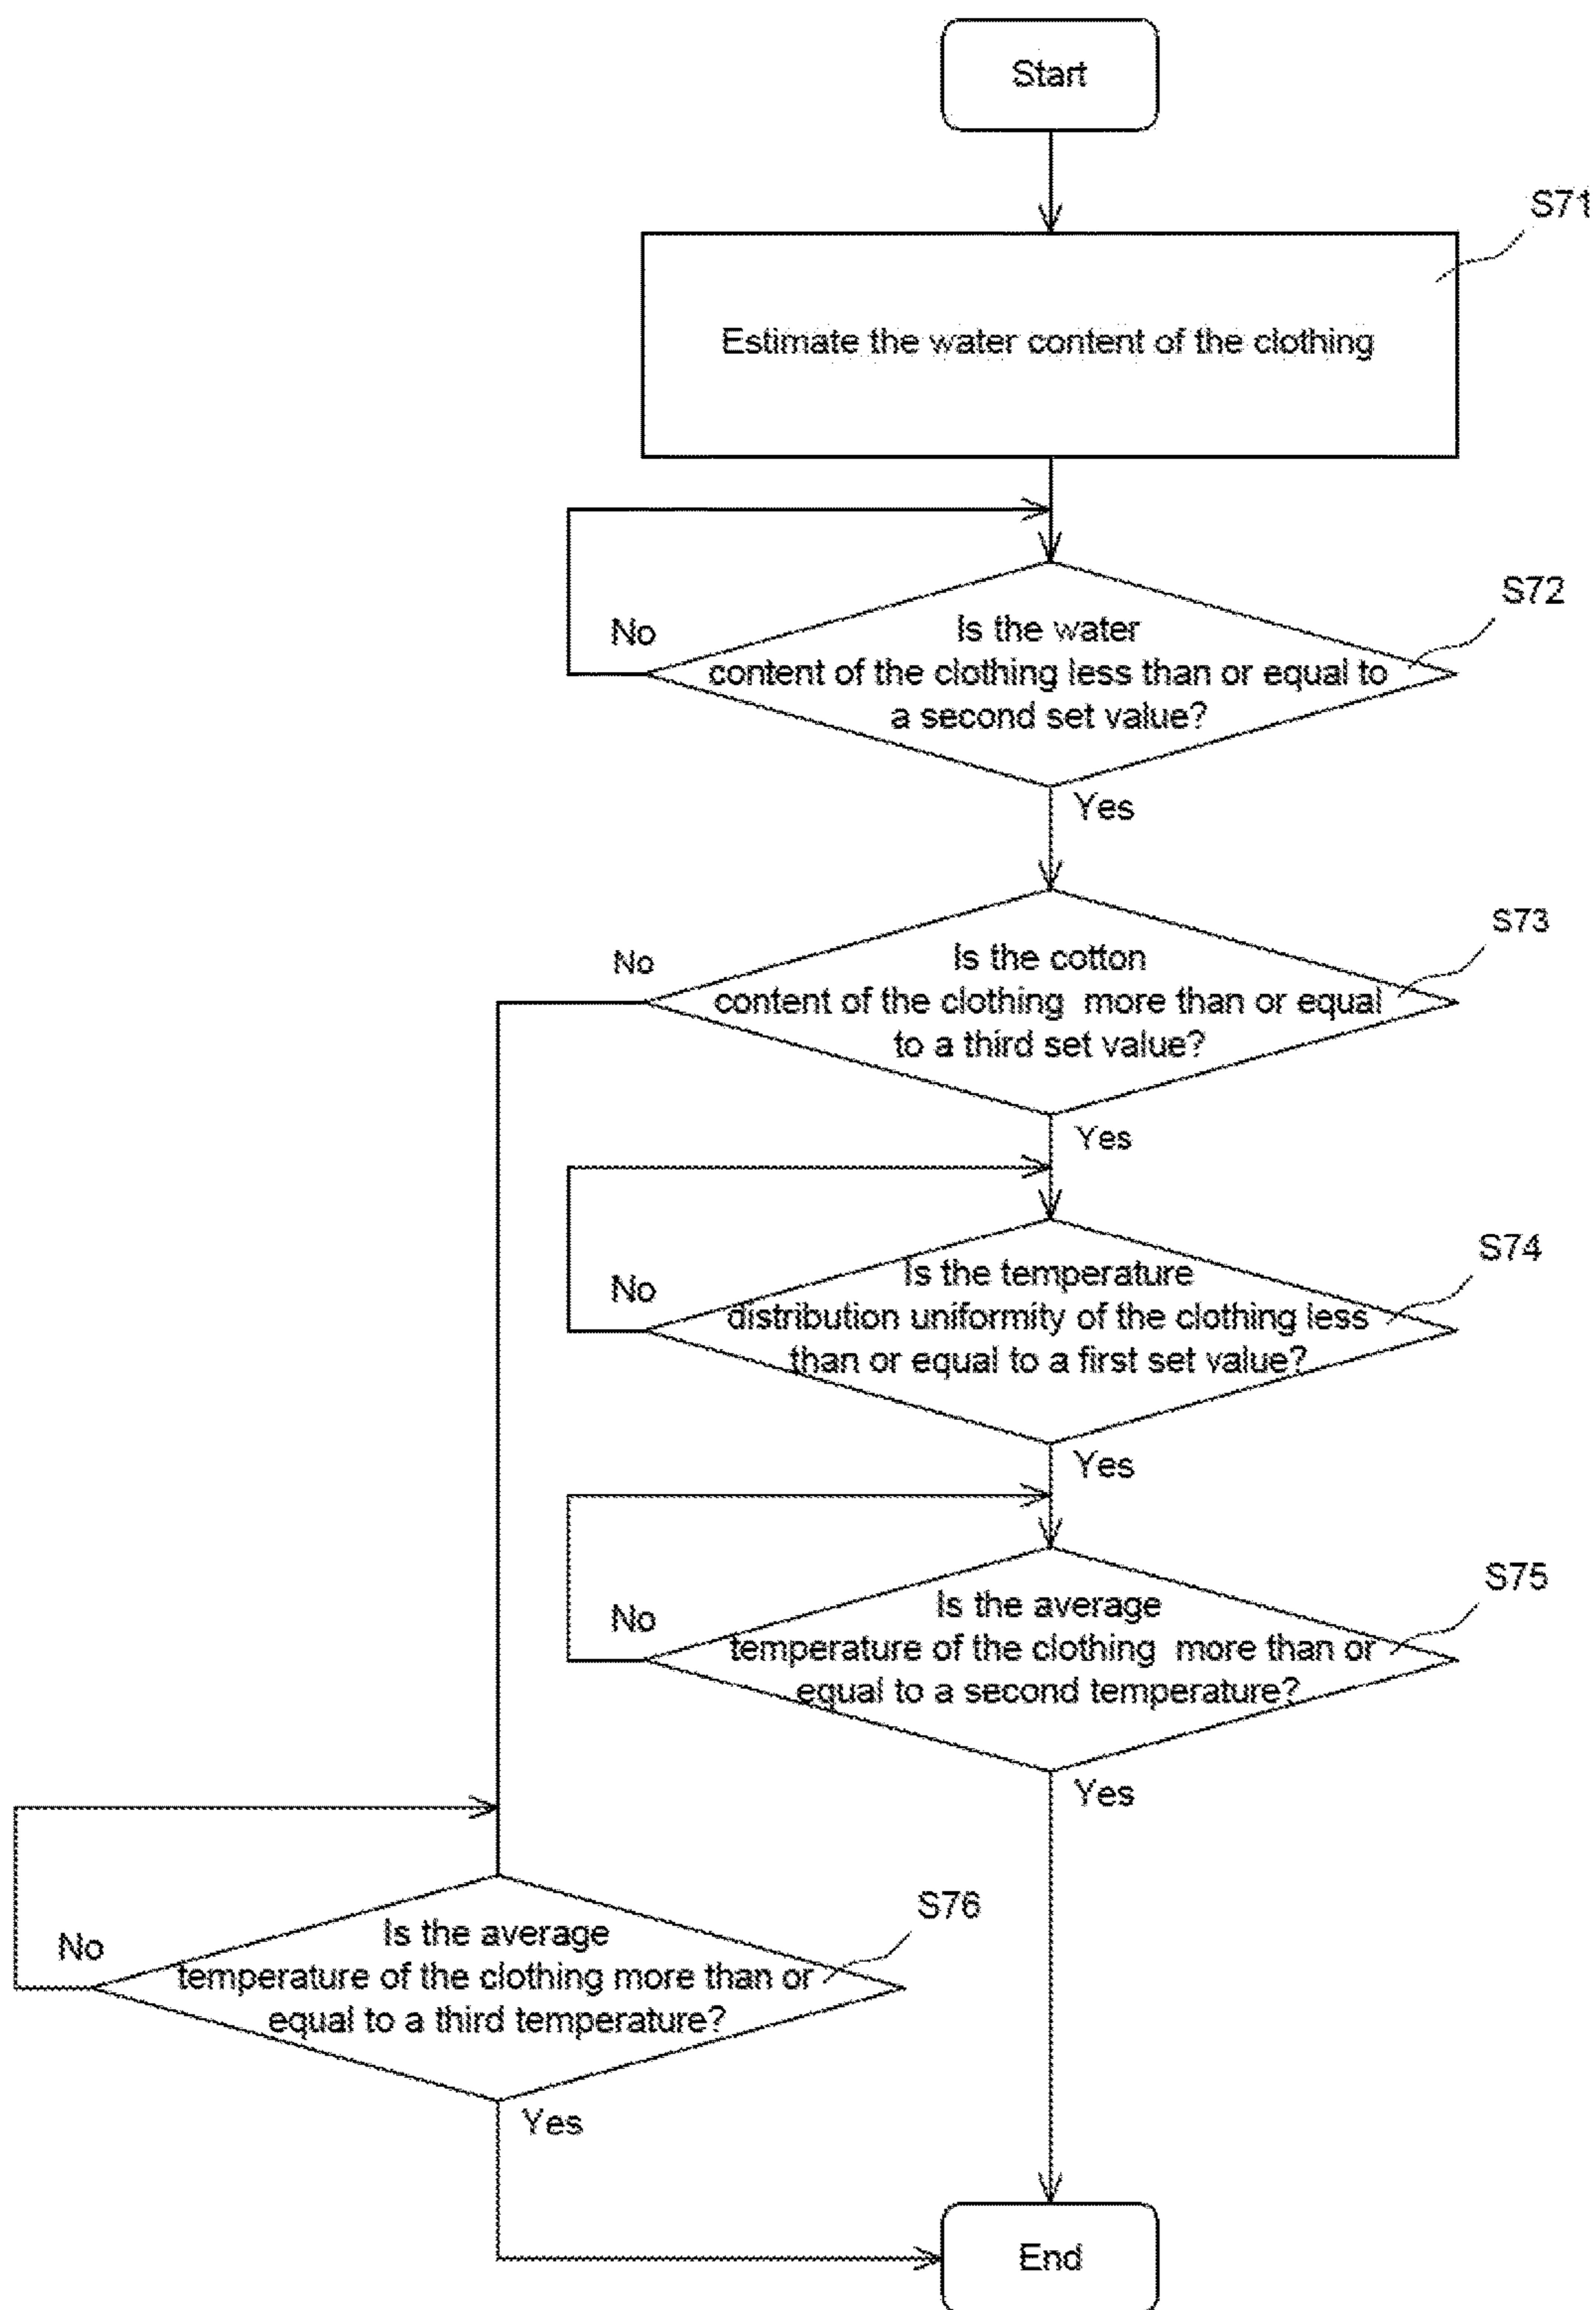 Start
S71
Estimate the water content of the clothing
S72
No
Is the water
content of the clothing less than or equal to
a second set value?
Yes
S73
No
Is the cotton
content of the clothing more than or equal
to a third set value?
Yes
S74
No
Is the temperature
distribution uniformity of the clothing less
than or equal to a first set value?
Yes
S75
No
Is the average
temperature of the clothing more than or
equal to a second temperature?
Yes
S76
No
Is the average
temperature of the clothing more than or
equal to a third temperature?
Yes
End